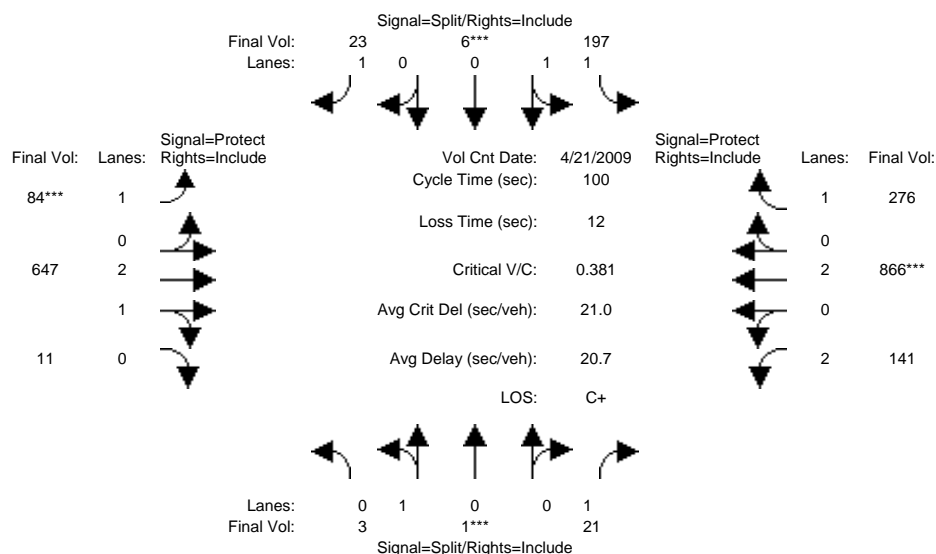 Signal=Split/Rights=Include
Final Vol: 23 6*** 197
Lanes: 1 0 0 1 1
Signal=Protect
Final Vol: Lanes: Rights=Include
Vol Cnt Date: 4/21/2009
Signal=Protect
Rights=Include Lanes: Final Vol:
Cycle Time (sec): 100
84*** 1
1 276
Loss Time (sec): 12
0
0
647 2
Critical V/C: 0.381
2 866***
1
Avg Crit Del (sec/veh): 21.0
0
11 0
Avg Delay (sec/veh): 20.7
2 141
LOS: C+
Lanes: 0 1 0 0 1
Final Vol: 3 1*** 21
Signal=Split/Rights=Include